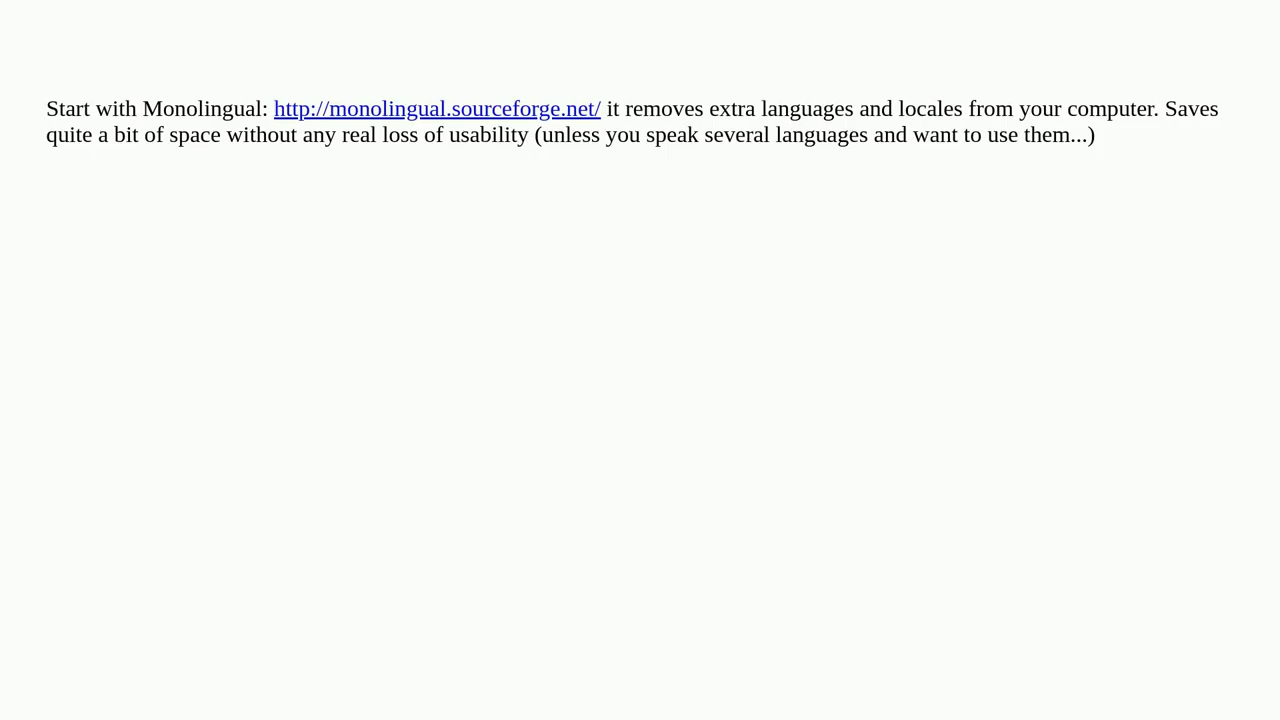 Start with Monolingual: http://monolingual.sourceforge.net/ it removes extra languages and locales from your computer. Saves
quite a bit of space without any real loss of usability (unless you speak several languages and want to use them...)